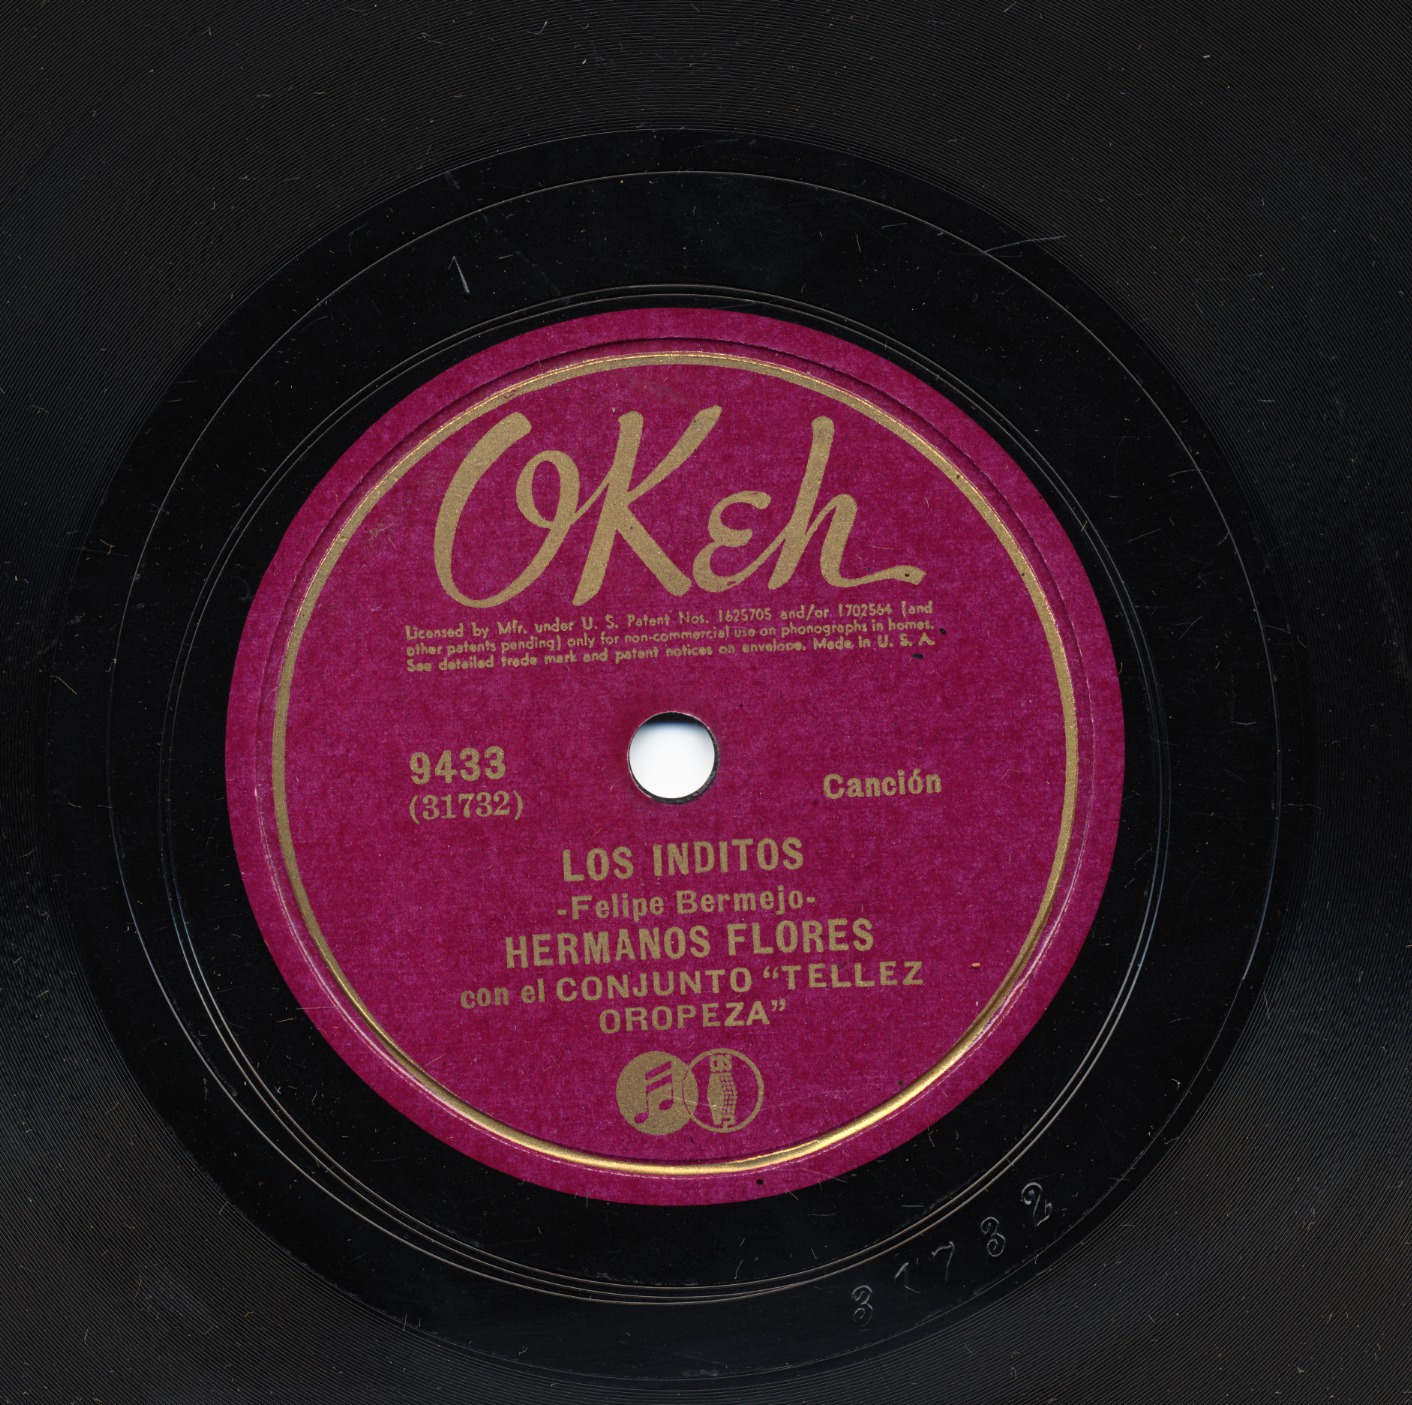 OKeh
Licensed by Mfr. under U. S. Patent Nos. 1625705 and/or 1702564 (and
other patents pending) only for non-commercial use on phonographs in homes.
See detailed trade mark and patent notices on envelope. Made in U. S. A.
9433
(31732)
Canción
LOS INDITOS
-Felipe Bermejo-
HERMANOS FLORES
con el CONJUNTO “TELLEZ
OROPEZA”
CBS
1
31732